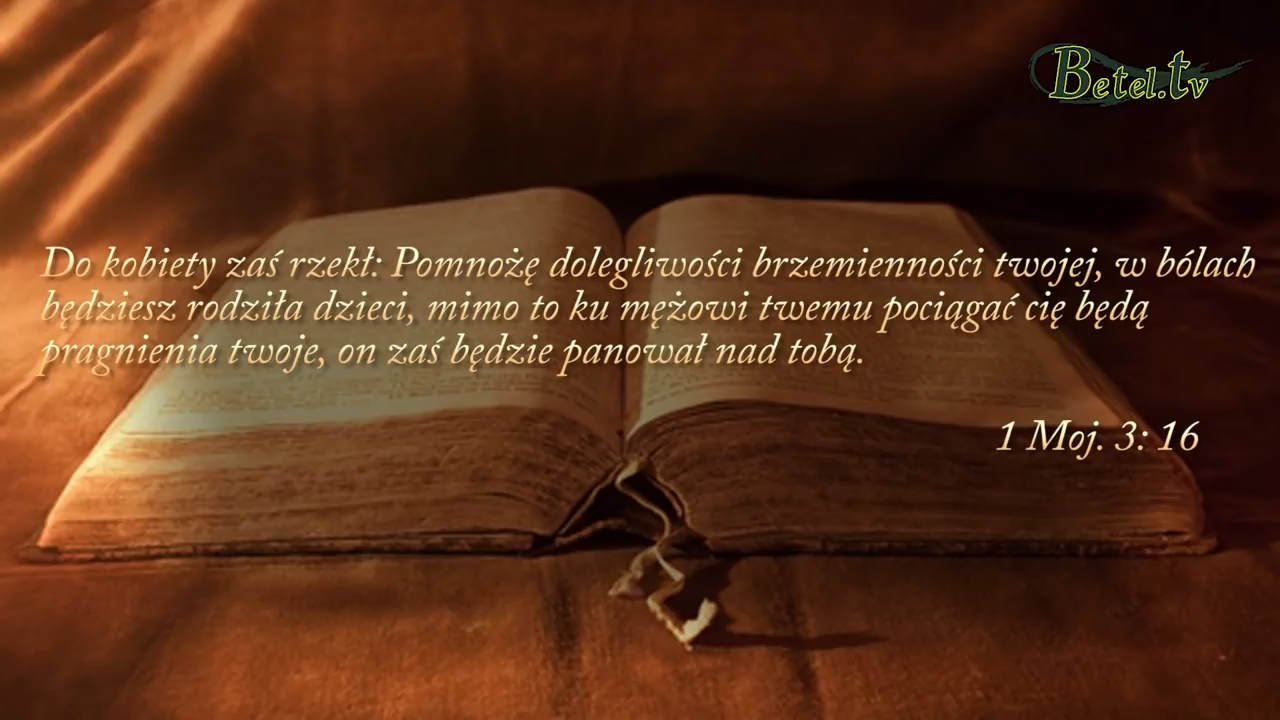 Betel.tv
Do kobiety zaś rzekł: Pomnożę dolegliwości brzemienności twojej, w bólach
będziesz rodziła dzieci, mimo to ku mężowi twemu pociągać cię będą
pragnienia twoje, on zaś będzie panował nad tobą.
1 Moj. 3: 16